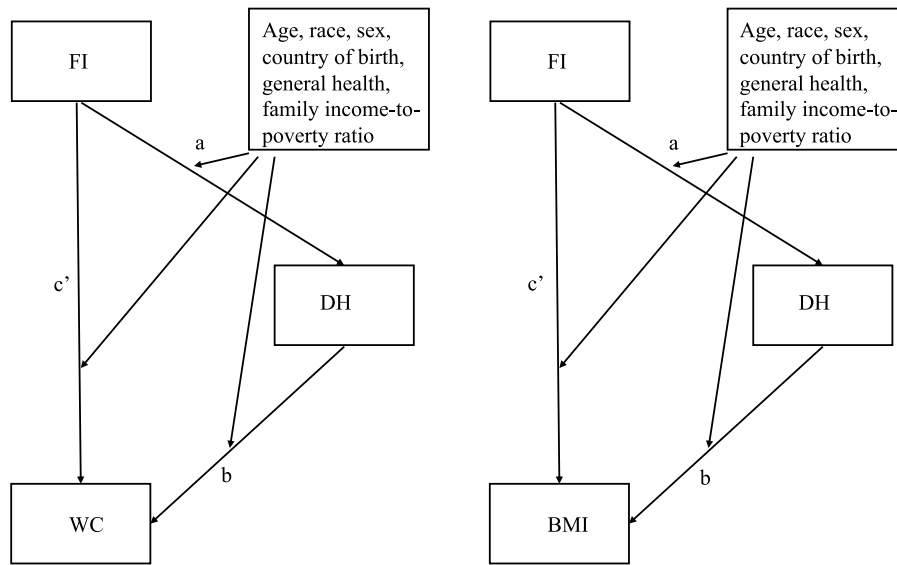 FI
Age, race, sex,
country of birth,
general health,
family income-to-
poverty ratio
a
c’
DH
b
WC
FI
Age, race, sex,
country of birth,
general health,
family income-to-
poverty ratio
a
c’
DH
b
BMI